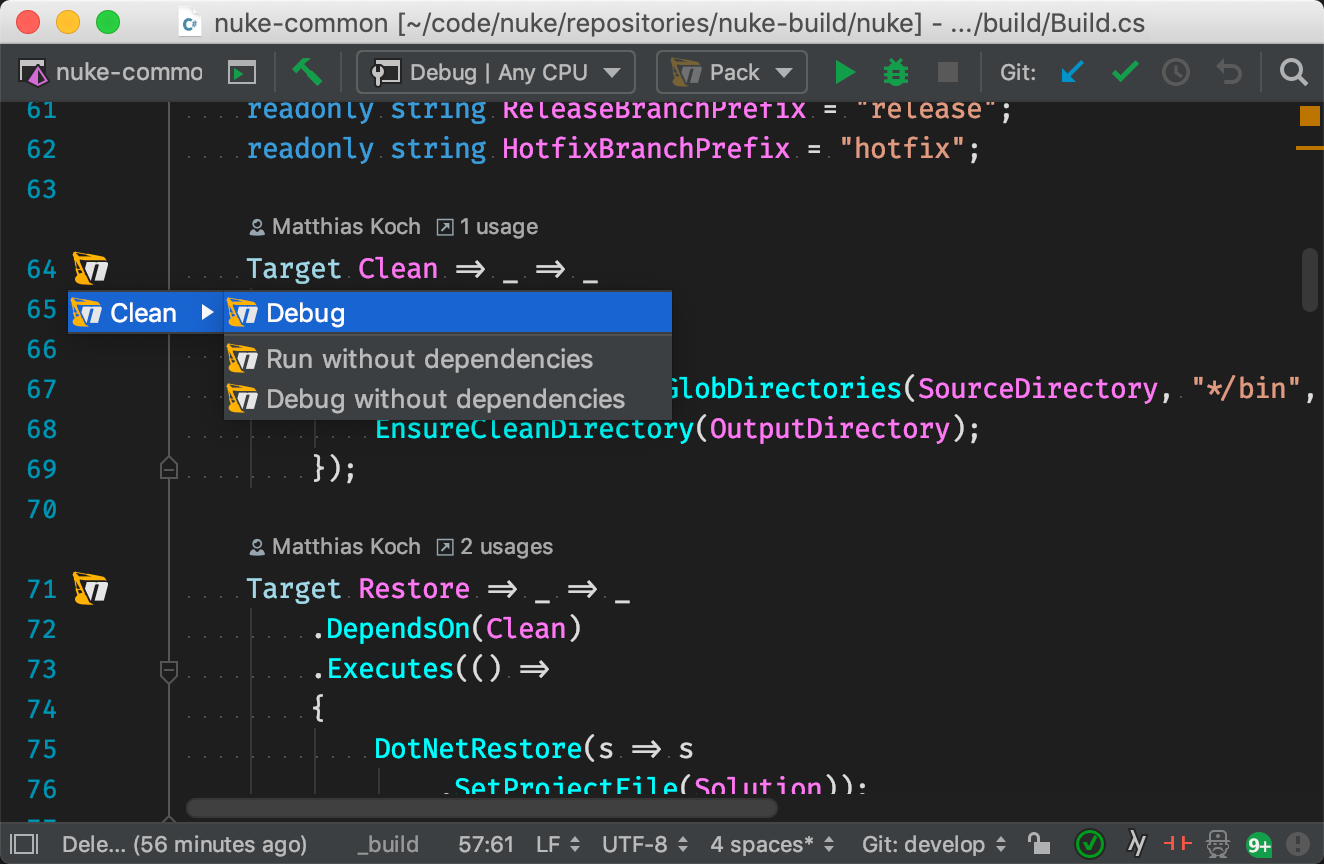 nuke-common [~/code/nuke/repositories/nuke-build/nuke] - .../build/Build.cs
nuke-commo Debug | Any CPU Pack Git:
61 readonly string ReleaseBranchPrefix = "release";
62 readonly string HotfixBranchPrefix = "hotfix";
63
Matthias Koch 1 usage
64 Target Clean => _ => _
65 Clean Debug
66 Run without dependencies
67 GlobDirectories(SourceDirectory, "*/bin",
Debug without dependencies
68 EnsureCleanDirectory(OutputDirectory);
69 });
70
Matthias Koch 2 usages
71 Target Restore => _ => _
72 .DependsOn(Clean)
73 .Executes(() =>
74 {
75 DotNetRestore(s => s
76 .SetProjectFile(Solution));
Dele... (56 minutes ago) _build 57:61 LF UTF-8 4 spaces* Git: develop 9+